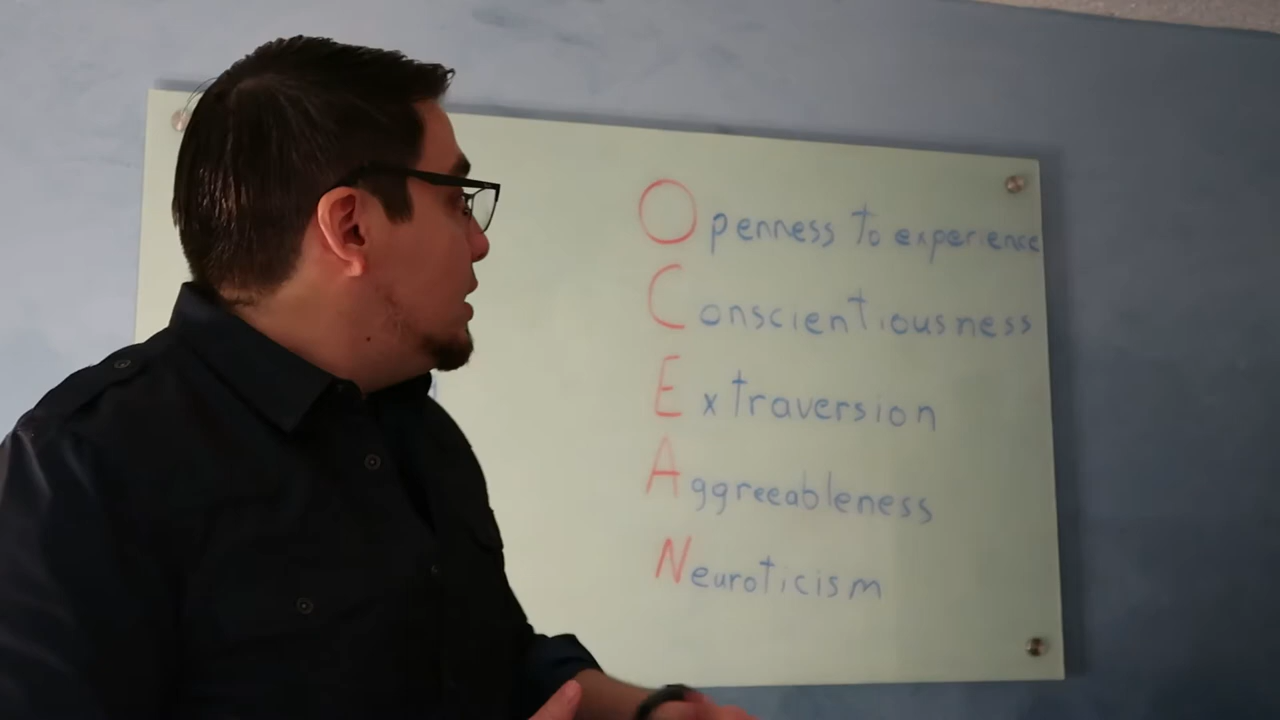 Openness to experience
Conscientiousness
Extraversion
Aggreeableness
Neuroticism